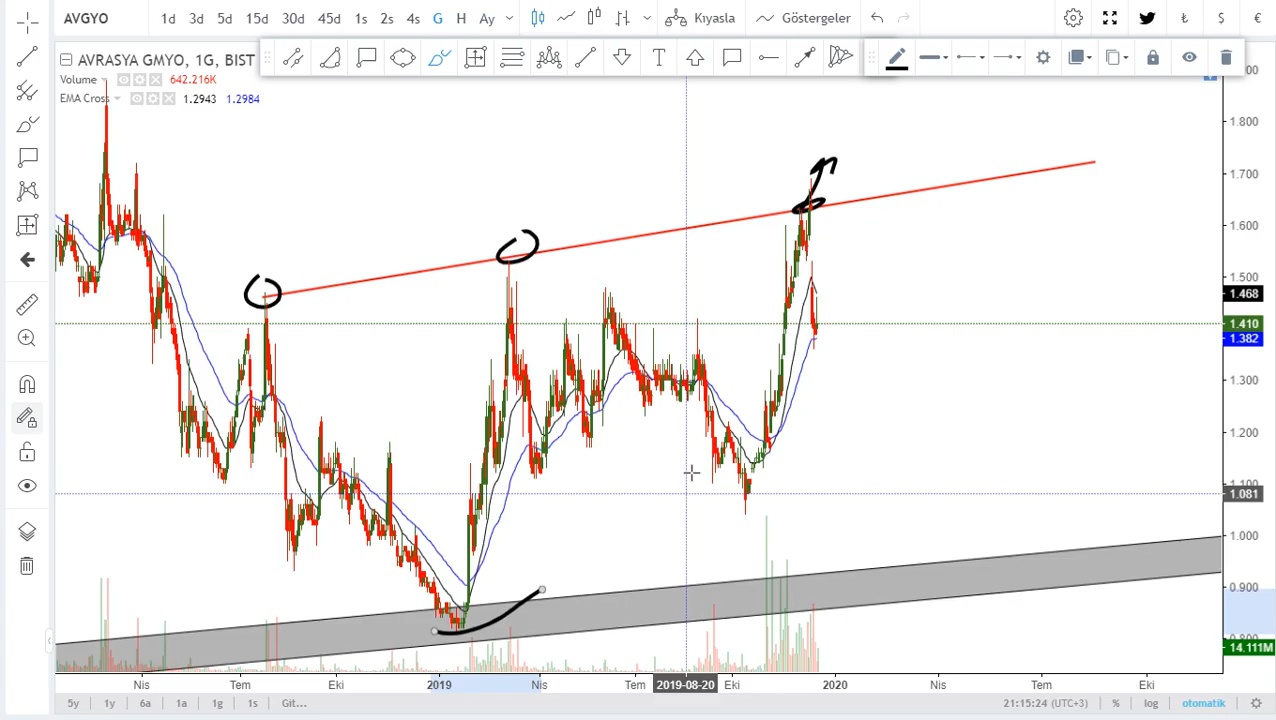 AVGYO 1d 3d 5d 15d 30d 45d 1s 2s 4s G H Ay Kıyasla Göstergeler ₺ $ €
AVRASYA GMYO, 1G, BIST
Volume 642.216K
EMA Cross 1.2943 1.2984
1.800
1.700
1.600
1.500
1.468
1.410
1.382
1.300
1.200
1.100
1.081
1.000
0.900
0.800
14.111M
Nis Tem Eki 2019 Nis Tem 2019-08-20 Eki 2020 Nis Tem Eki
5y 1y 6a 1a 1g 1s Git... 21:15:24 (UTC+3) % log otomatik